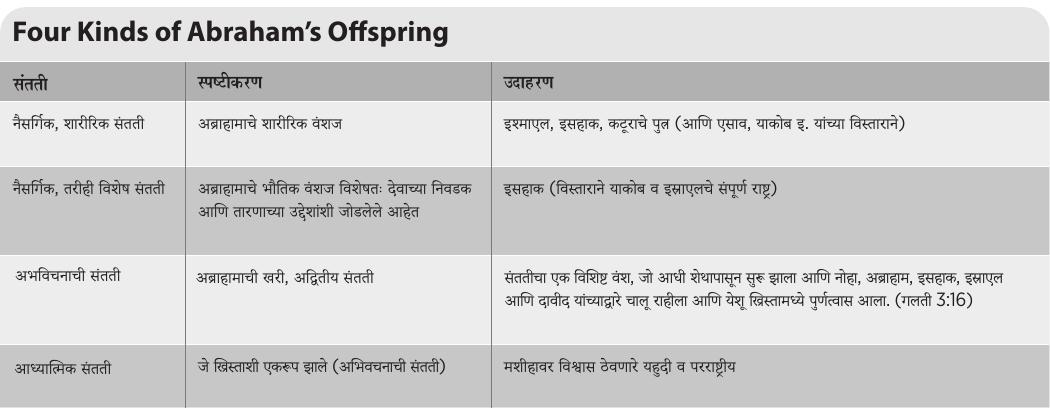 Four Kinds of Abraham's Offspring
संतती स्पष्टीकरण उदाहरण
नैसर्गिक, शारीरिक संतती अब्राहामाचे शारीरिक वंशज इश्माएल, इसहाक, कटूराचे पुत्र (आणि एसाव, याकोब इ. यांच्या विस्ताराने)
नैसर्गिक, तरीही विशेष संतती अब्राहामाचे भौतिक वंशज विशेषतः देवाच्या निवडक इसहाक (विस्ताराने याकोब व इस्राएलचे संपूर्ण राष्ट्र)
आणि तारणाच्या उद्देशांशी जोडलेले आहेत
अभविचनाची संतती अब्राहामाची खरी, अद्वितीय संतती संततीचा एक विशिष्ट वंश, जो आधी शेथापासून सुरू झाला आणि नोहा, अब्राहाम, इसहाक, इस्राएल
आणि दावीद यांच्याद्वारे चालू राहीला आणि येशू ख्रिस्तामध्ये पुर्णत्वास आला. (गलती 3:16)
आध्यात्मिक संतती जे ख्रिस्ताशी एकरूप झाले (अभिवचनाची संतती) मशीहावर विश्वास ठेवणारे यहुदी व परराष्ट्रीय